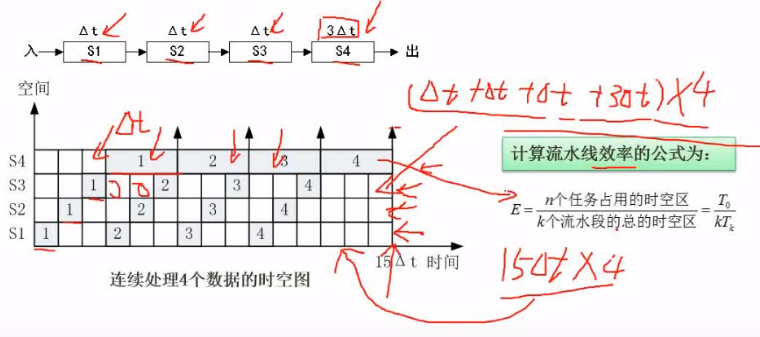 Δt Δt Δt 3Δt
入 S1 S2 S3 S4 出
空间
Δt
(Δt+Δt+Δt+3Δt)×4
S4 1 2 3 4
S3 1 2 3 4
S2 1 2 3 4
S1 1 2 3 4
15Δt 时间
连续处理4个数据的时空图
计算流水线效率的公式为:
E = n个任务占用的时空区 / k个流水段的总的时空区 = T₀ / kTₖ
15Δt×4